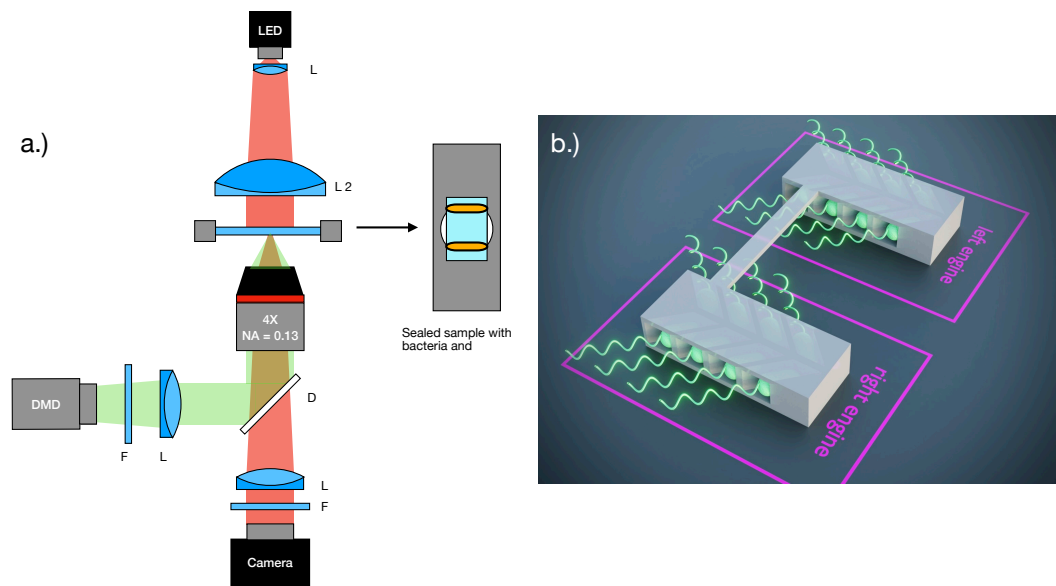 a.)
LED
L
L 2
4X
NA = 0.13
Sealed sample with
bacteria and
DMD
F
L
D
L
F
Camera
b.)
left engine
right engine